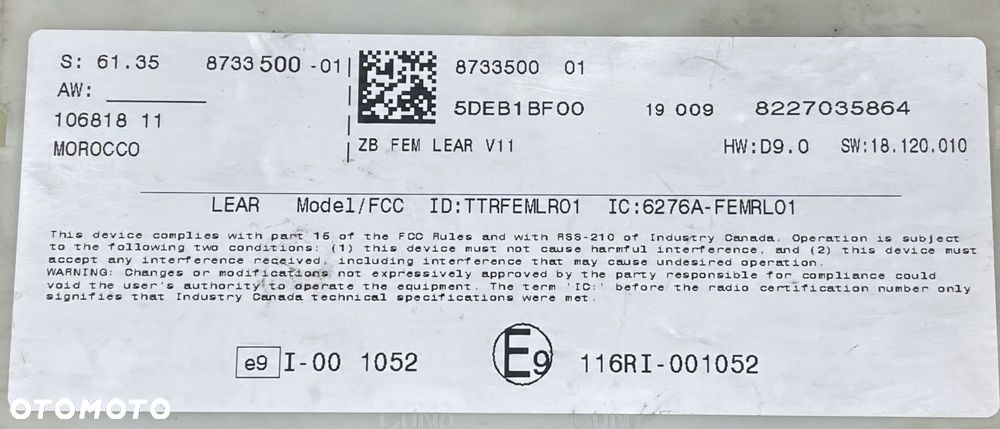 S: 61.35 8733 500 -01 8733500 01
AW: 5DEB1BF00 19 009 8227035864
106818 11
MOROCCO ZB FEM LEAR V11 HW:D9.0 SW:18.120.010
LEAR Model/FCC ID:TTRFEMLR01 IC:6276A-FEMRL01
This device complies with part 15 of the FCC Rules and with RSS-210 of Industry Canada. Operation is subject
to the following two conditions: (1) this device must not cause harmful interference, and (2) this device must
accept any interference received, including interference that may cause undesired operation.
WARNING: Changes or modifications not expressively approved by the party responsible for compliance could
void the user's authority to operate the equipment. The term 'IC:' before the radio certification number only
signifies that Industry Canada technical specifications were met.
e9 I-00 1052 E9 116RI-001052
OTOMOTO